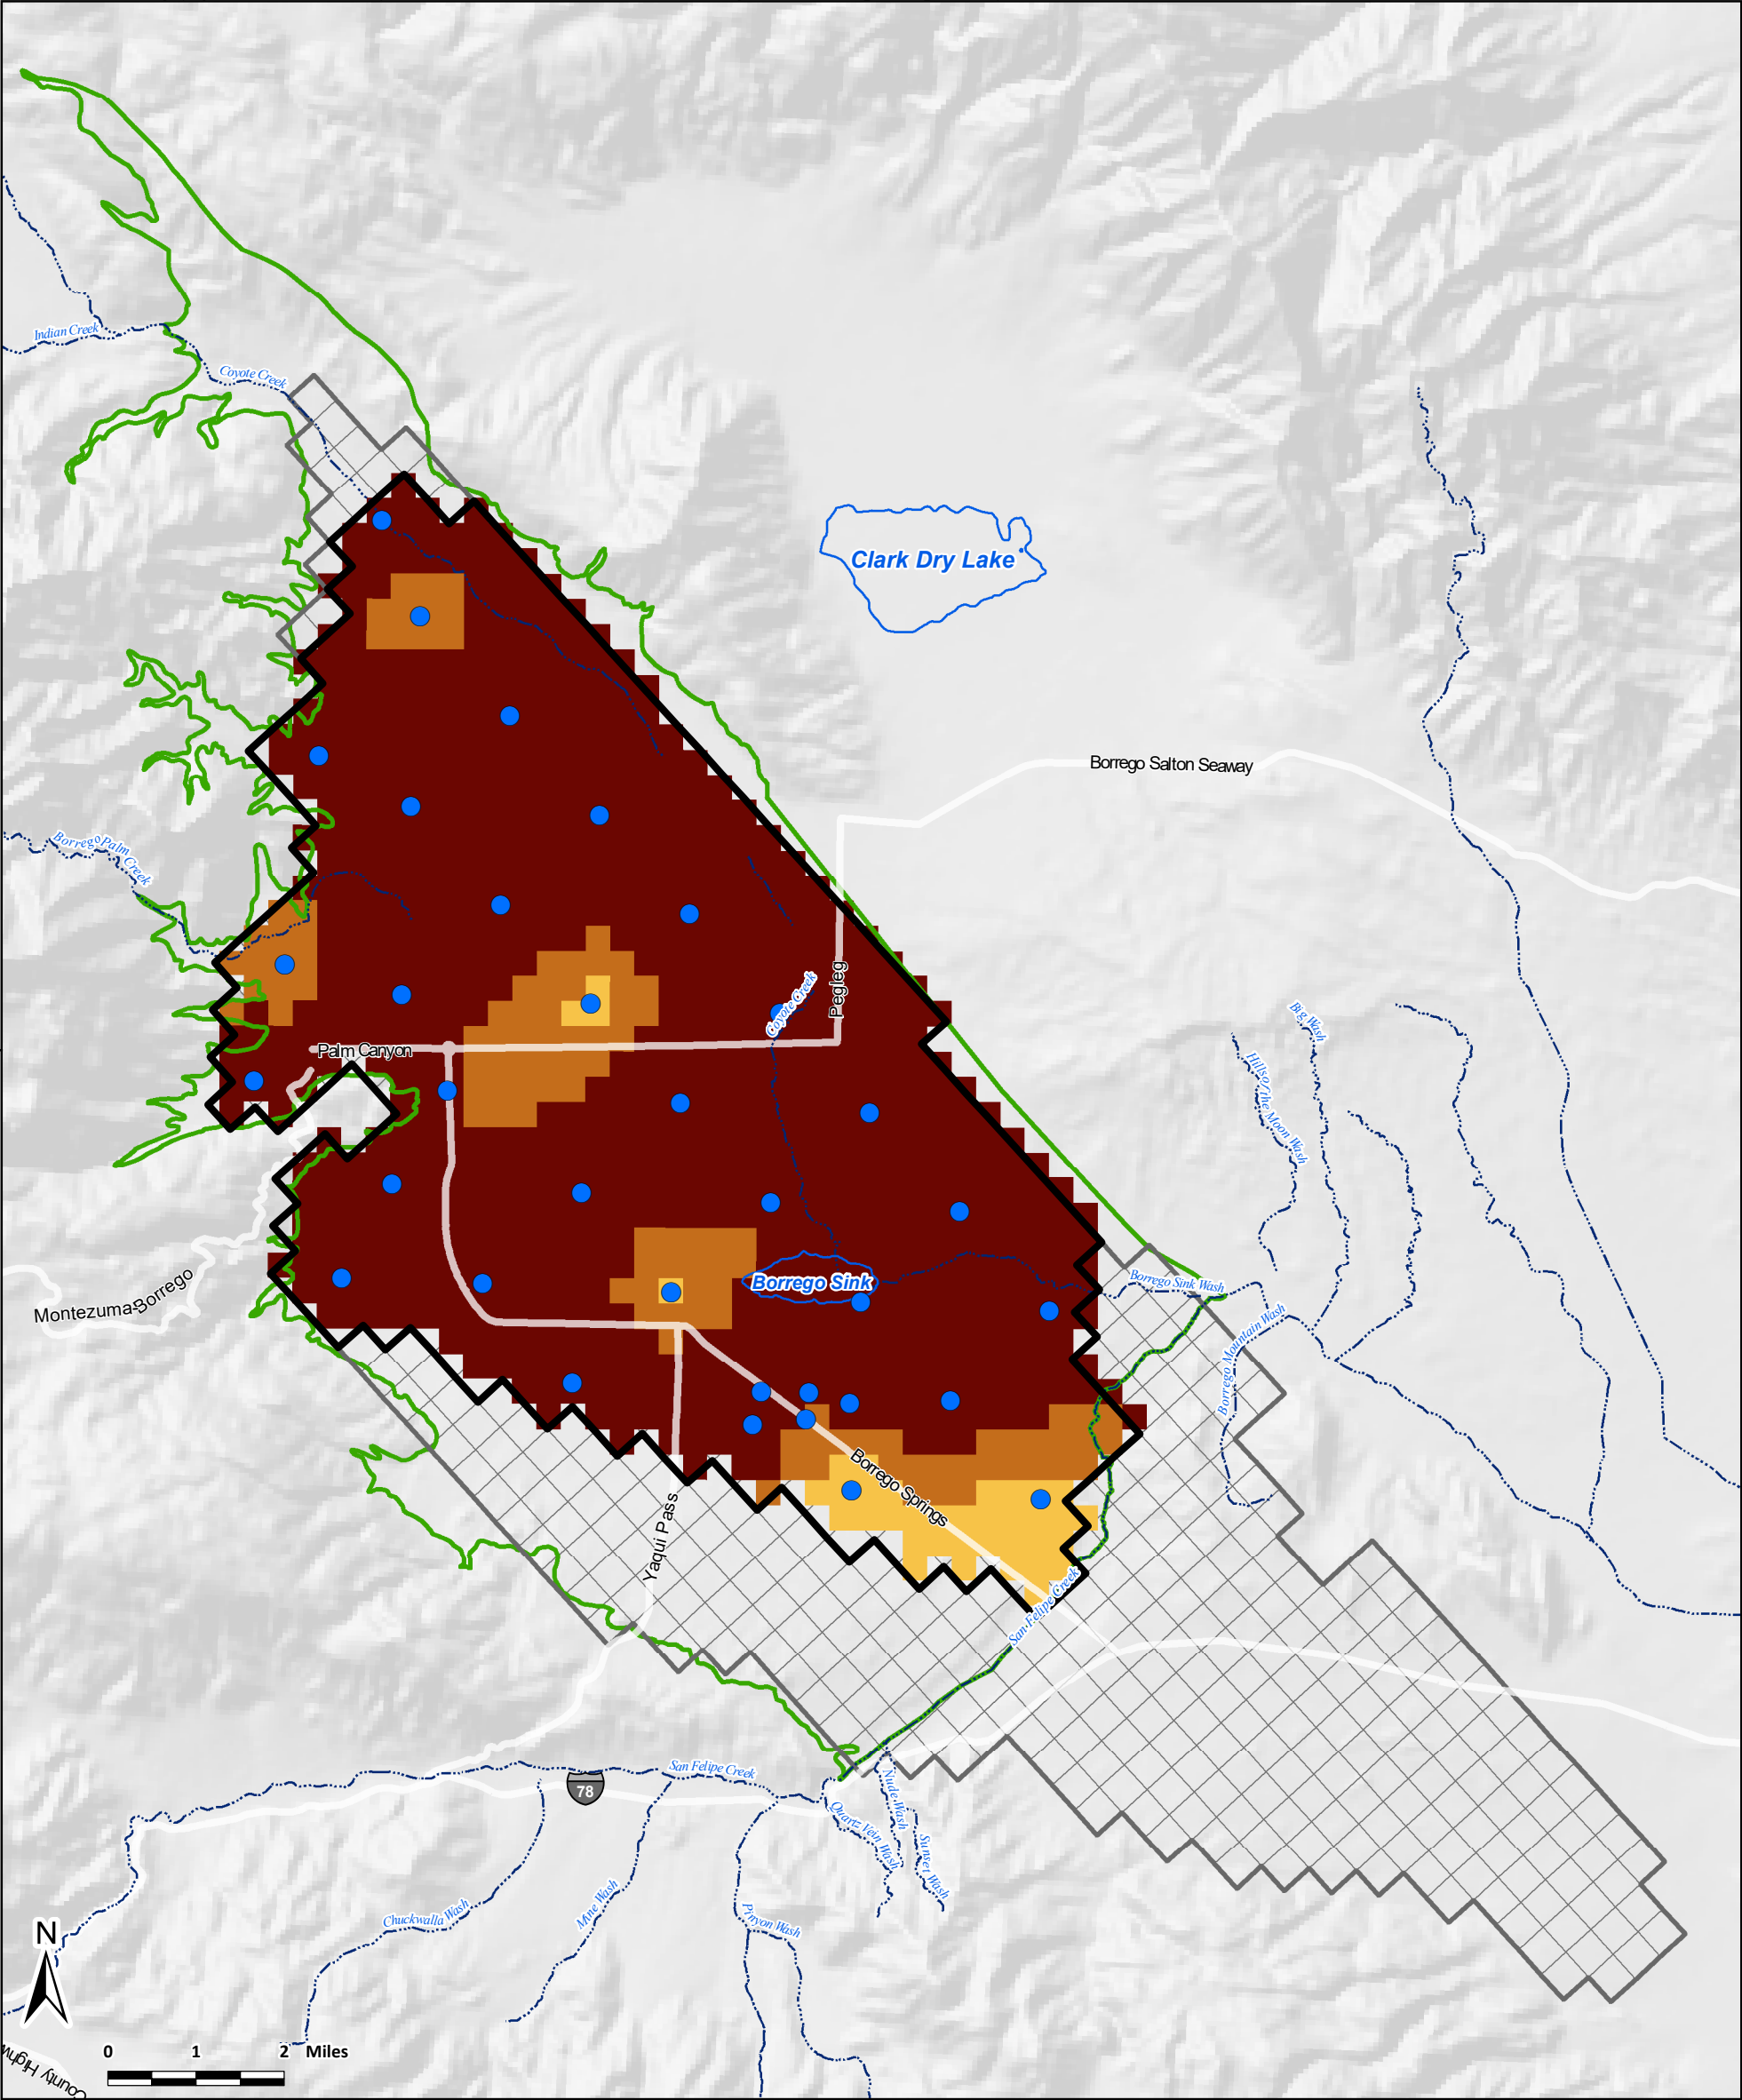 Indian Creek
Coyote Creek
Clark Dry Lake
Borrego Salton Seaway
Borrego Palm Creek
Pegleg
Coyote Creek
Palm Canyon
Big Wash
Hills of the Moon Wash
Borrego Sink
Borrego Sink Wash
Montezuma-Borrego
Borrego Mountain Wash
Borrego Springs
Yaqui Pass
San Felipe Creek
San Felipe Creek
78
Nude Wash
Quartz Vein Wash
Sunset Wash
Chuckwalla Wash
Mine Wash
Pinyon Wash
N
0 1 2 Miles
County Highw